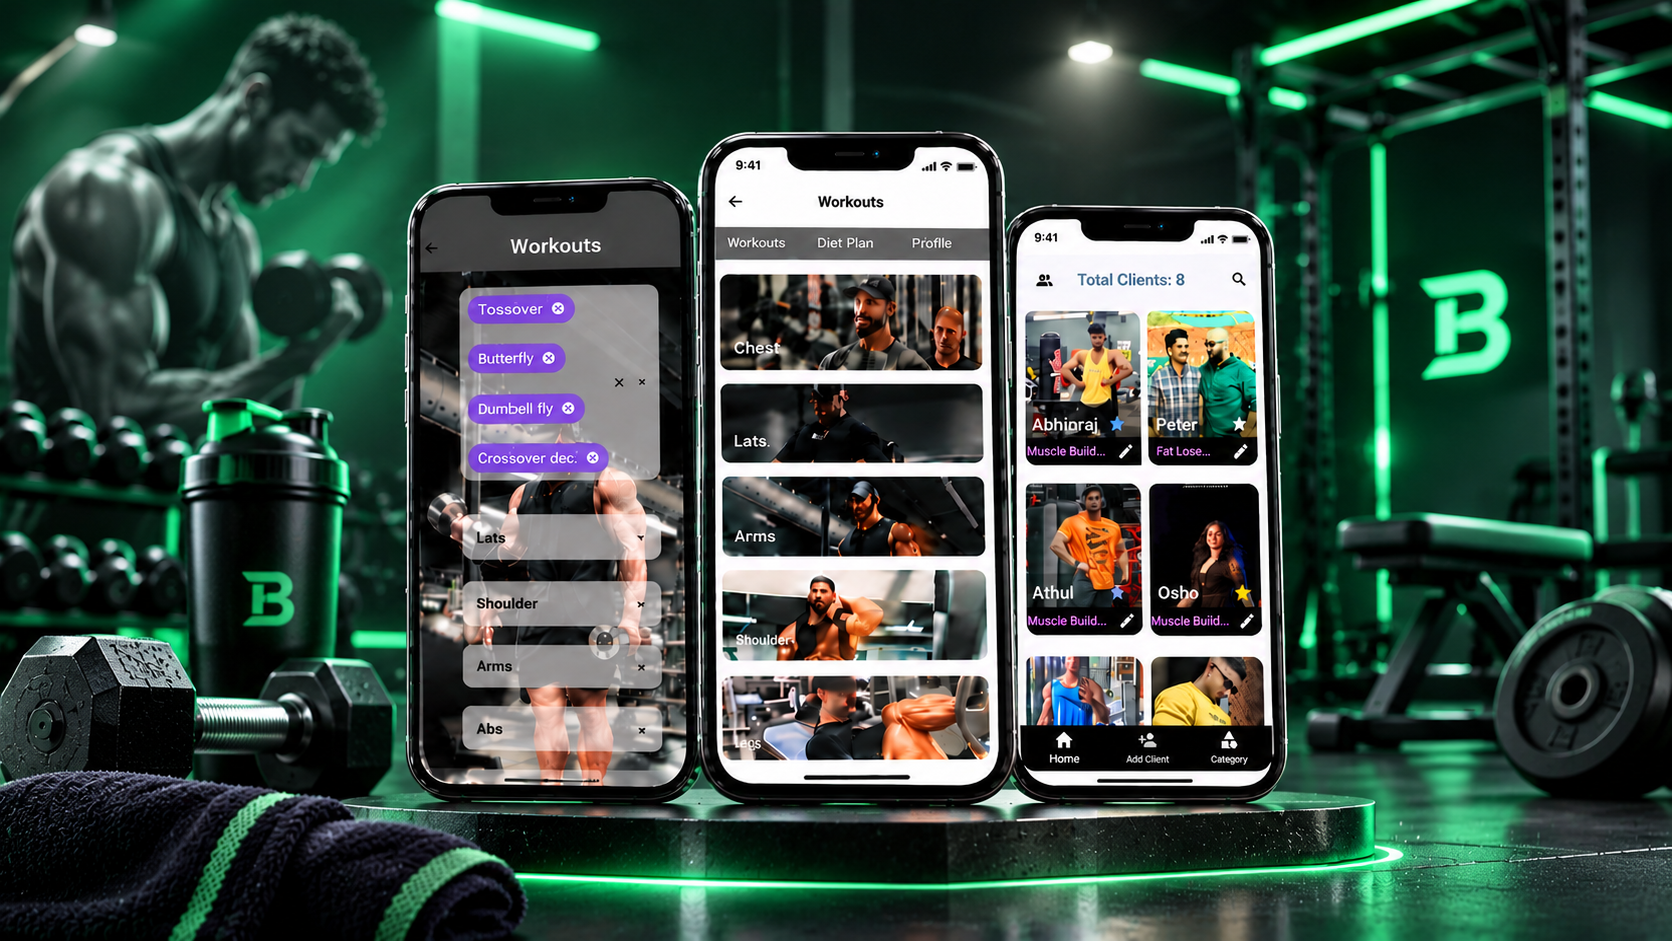 Workouts
Tossover
Butterfly
Dumbell fly
Crossover dec.
Lats
Shoulder
Arms
Abs
9:41
Workouts
Workouts Diet Plan Profile
Chest
Lats.
Arms
Shoulder
Legs
9:41
Total Clients: 8
Abhinraj Peter
Muscle Build... Fat Lose...
Athul Osho
Muscle Build... Muscle Build...
Home Add Client Category
B
B